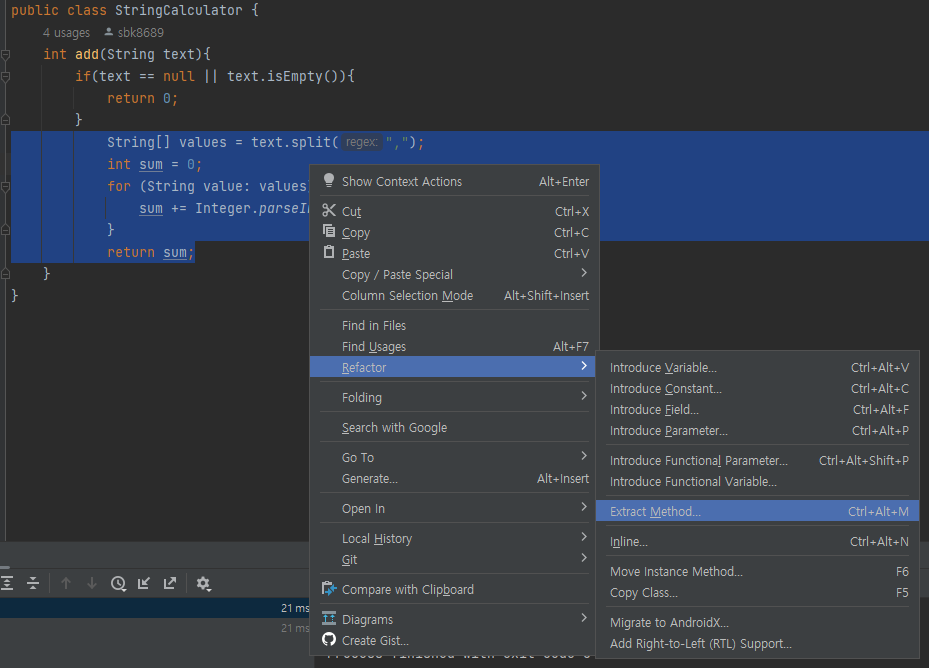 public class StringCalculator {
4 usages sbk8689
int add(String text){
if(text == null || text.isEmpty()){
return 0;
}
String[] values = text.split( regex: ",");
int sum = 0;
for (String value: values
sum += Integer.parseI
}
return sum;
}
}
Show Context Actions Alt+Enter
Cut Ctrl+X
Copy Ctrl+C
Paste Ctrl+V
Copy / Paste Special
Column Selection Mode Alt+Shift+Insert
Find in Files
Find Usages Alt+F7
Refactor
Folding
Search with Google
Go To
Generate... Alt+Insert
Open In
Local History
Git
Compare with Clipboard
Diagrams
Create Gist...
Introduce Variable... Ctrl+Alt+V
Introduce Constant... Ctrl+Alt+C
Introduce Field... Ctrl+Alt+F
Introduce Parameter... Ctrl+Alt+P
Introduce Functional Parameter... Ctrl+Alt+Shift+P
Introduce Functional Variable...
Extract Method... Ctrl+Alt+M
Inline... Ctrl+Alt+N
Move Instance Method... F6
Copy Class... F5
Migrate to AndroidX...
Add Right-to-Left (RTL) Support...
21 ms
21 ms